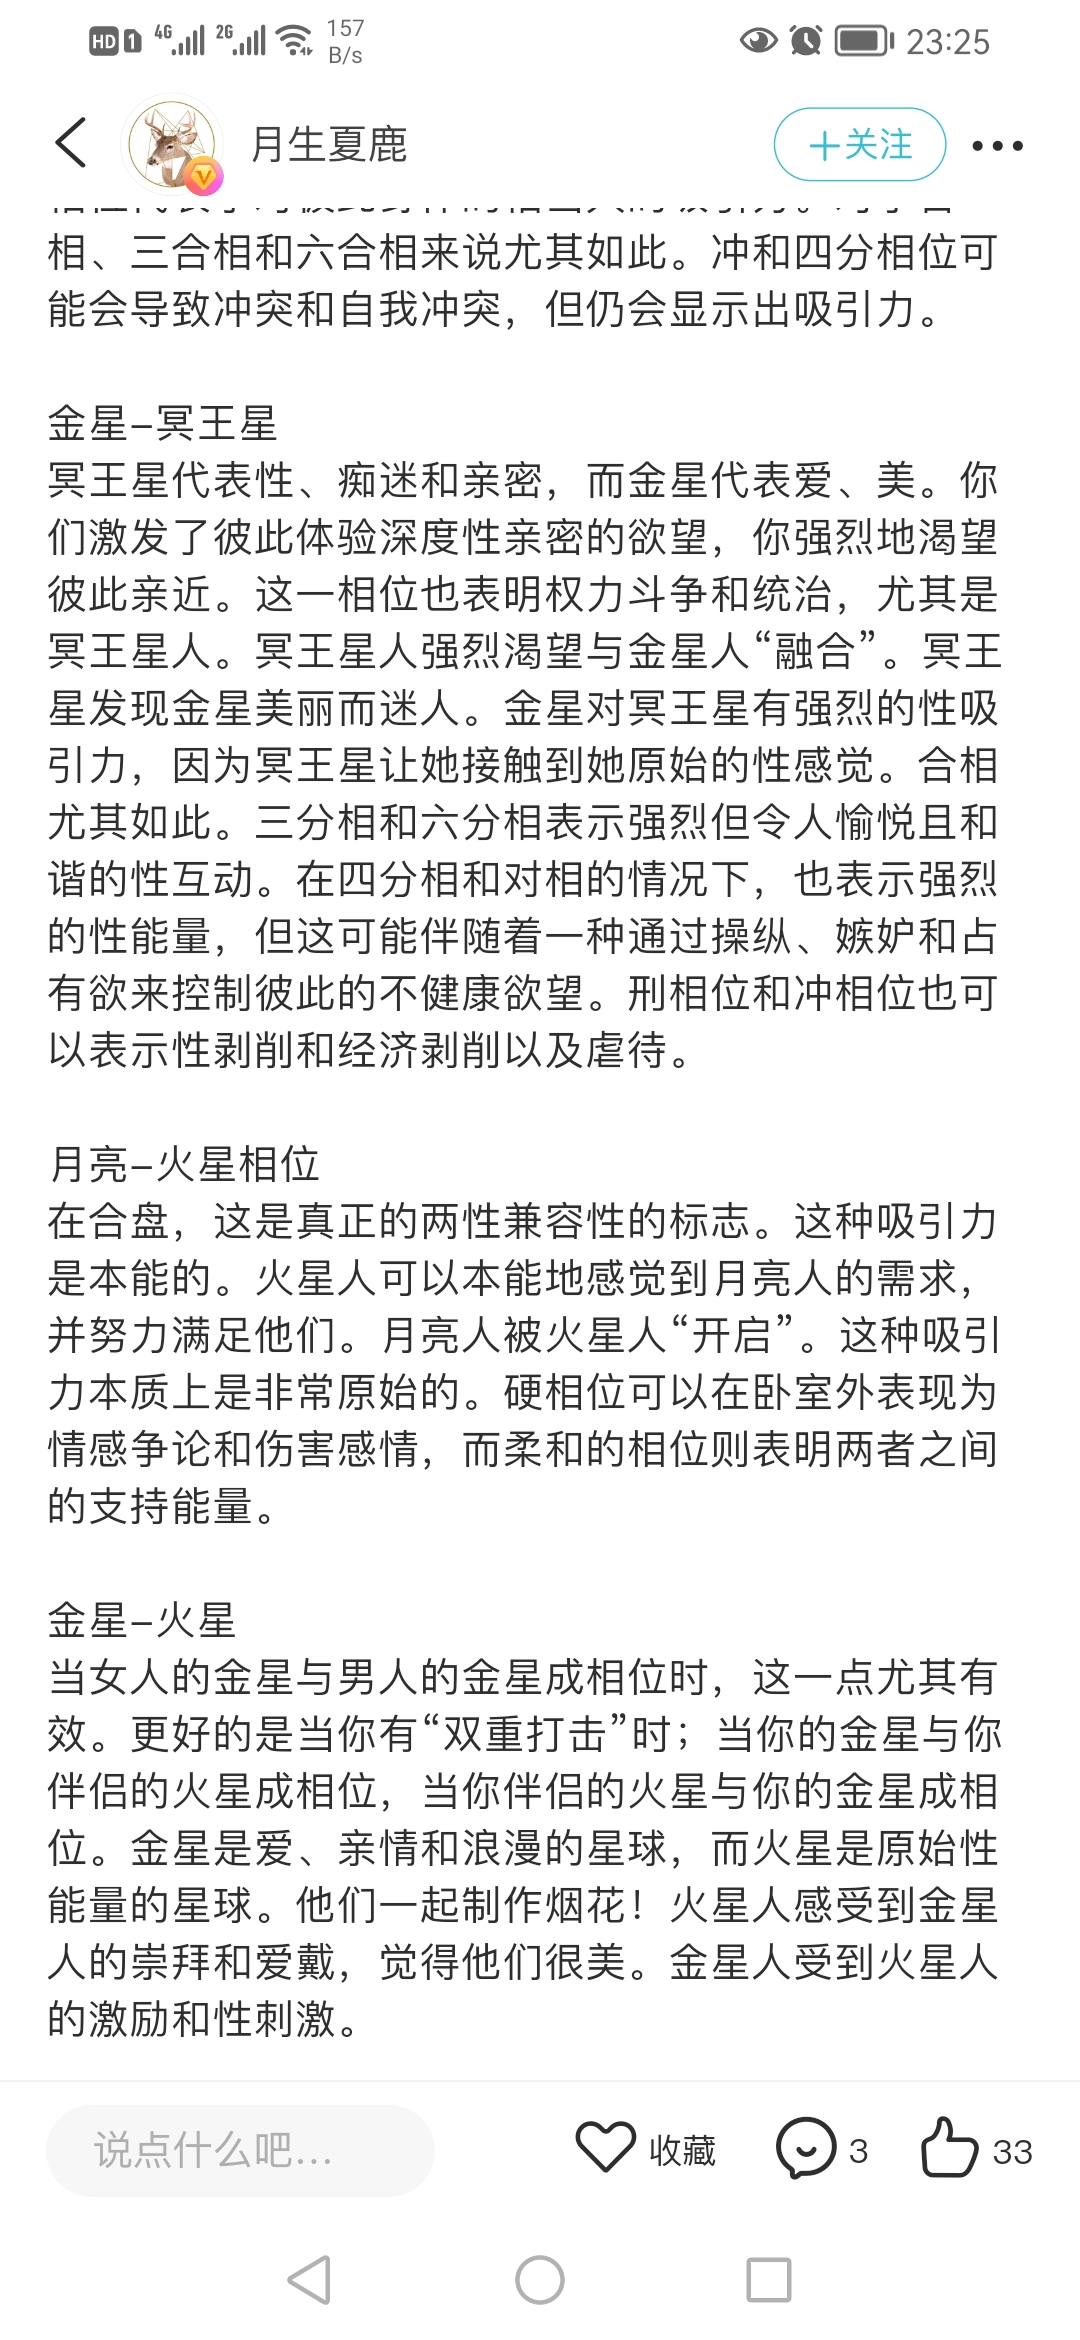 HD 1 4G 2G 157 B/s 23:25
月生夏鹿
+关注
相、三合相和六合相来说尤其如此。冲和四分相位可
能会导致冲突和自我冲突，但仍会显示出吸引力。
金星–冥王星
冥王星代表性、痴迷和亲密，而金星代表爱、美。你
们激发了彼此体验深度性亲密的欲望，你强烈地渴望
彼此亲近。这一相位也表明权力斗争和统治，尤其是
冥王星人。冥王星人强烈渴望与金星人“融合”。冥王
星发现金星美丽而迷人。金星对冥王星有强烈的性吸
引力，因为冥王星让她接触到她原始的性感觉。合相
尤其如此。三分相和六分相表示强烈但令人愉悦且和
谐的性互动。在四分相和对相的情况下，也表示强烈
的性能量，但这可能伴随着一种通过操纵、嫉妒和占
有欲来控制彼此的不健康欲望。刑相位和冲相位也可
以表示性剥削和经济剥削以及虐待。
月亮–火星相位
在合盘，这是真正的两性兼容性的标志。这种吸引力
是本能的。火星人可以本能地感觉到月亮人的需求，
并努力满足他们。月亮人被火星人“开启”。这种吸引
力本质上是非常原始的。硬相位可以在卧室外表现为
情感争论和伤害感情，而柔和的相位则表明两者之间
的支持能量。
金星–火星
当女人的金星与男人的金星成相位时，这一点尤其有
效。更好的是当你有“双重打击”时；当你的金星与你
伴侣的火星成相位，当你伴侣的火星与你的金星成相
位。金星是爱、亲情和浪漫的星球，而火星是原始性
能量的星球。他们一起制作烟花！火星人感受到金星
人的崇拜和爱戴，觉得他们很美。金星人受到火星人
的激励和性刺激。
说点什么吧... 收藏 3 33